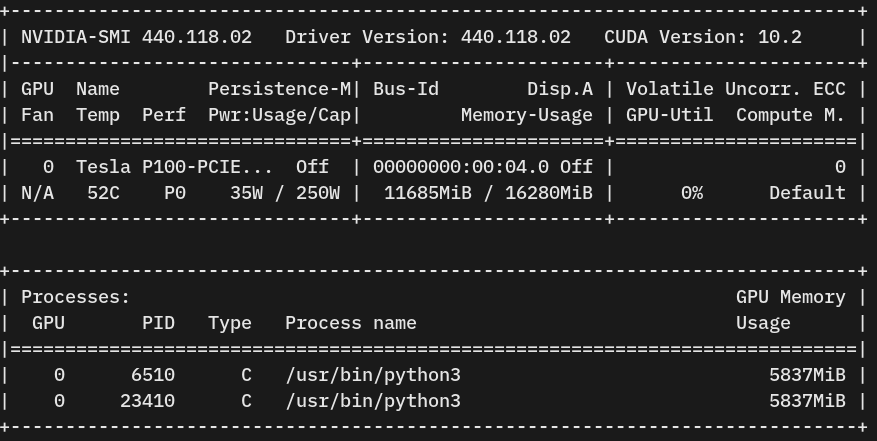 +-----------------------------------------------------------------------------+
| NVIDIA-SMI 440.118.02   Driver Version: 440.118.02   CUDA Version: 10.2     |
|-------------------------------+----------------------+----------------------+
| GPU  Name        Persistence-M| Bus-Id        Disp.A | Volatile Uncorr. ECC
| Fan  Temp  Perf  Pwr:Usage/Cap|         Memory-Usage | GPU-Util  Compute M. |
|===============================+======================+======================|
|   0  Tesla P100-PCIE...  Off  | 00000000:00:04.0 Off |                    0 |
| N/A   52C    P0    35W / 250W |  11685MiB / 16280MiB |      0%      Default |
+-------------------------------+----------------------+----------------------+

+-----------------------------------------------------------------------------+
| Processes:                                                       GPU Memory |
|  GPU       PID   Type   Process name                             Usage      |
|=============================================================================|
|    0      6510      C   /usr/bin/python3                            5837MiB |
|    0     23410      C   /usr/bin/python3                            5837MiB |
+-----------------------------------------------------------------------------+